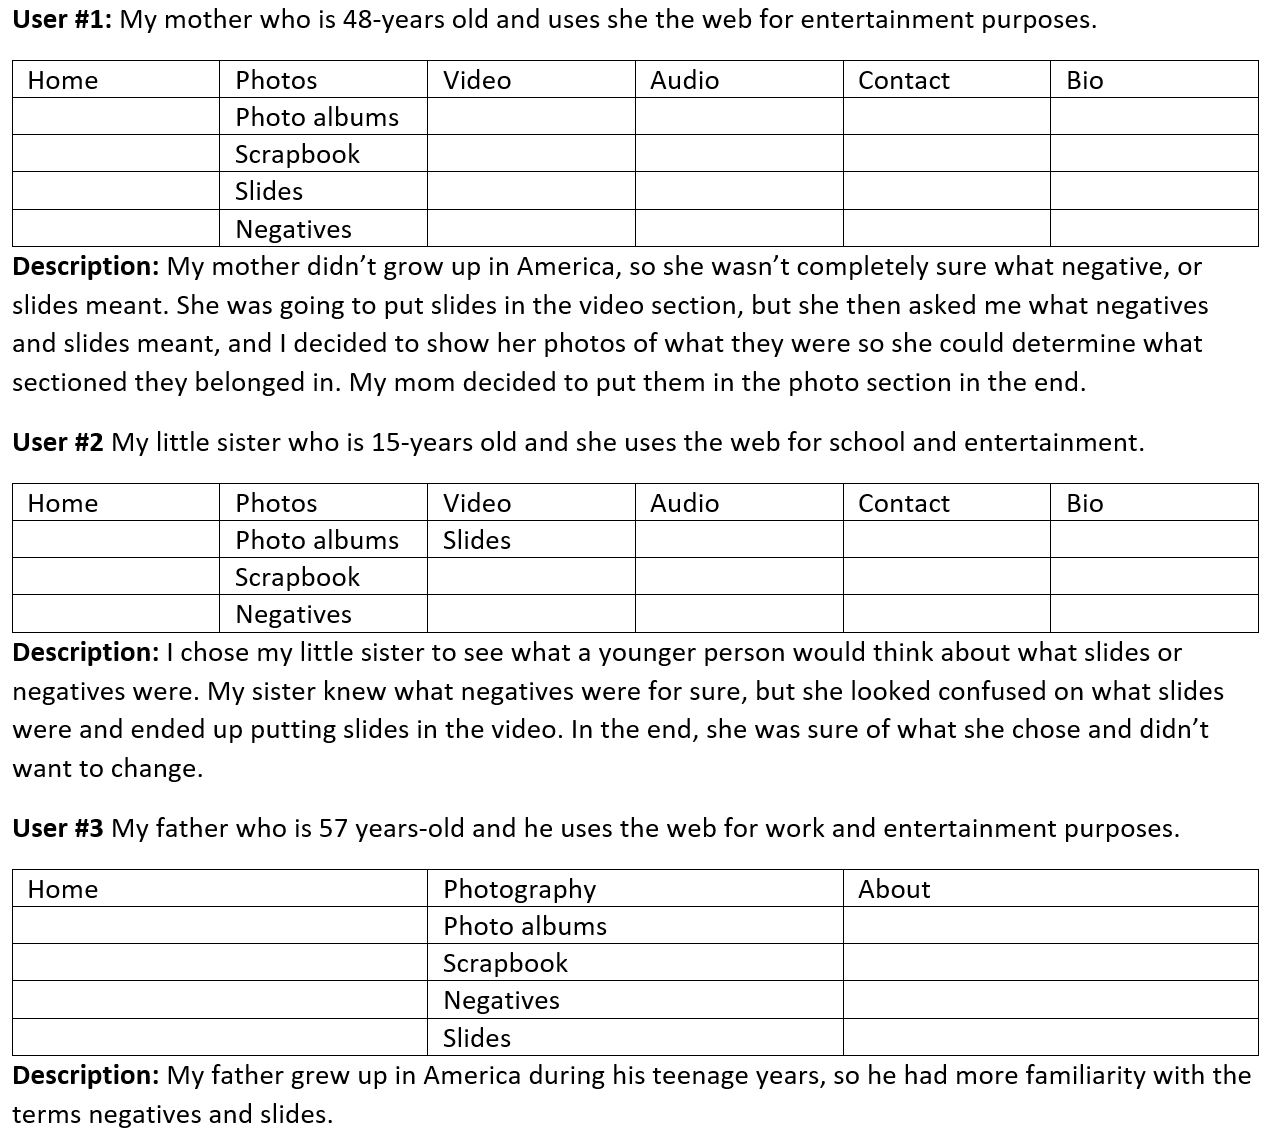 User #1: My mother who is 48-years old and uses she the web for entertainment purposes.
Home Photos Video Audio Contact Bio
Photo albums
Scrapbook
Slides
Negatives
Description: My mother didn’t grow up in America, so she wasn’t completely sure what negative, or
slides meant. She was going to put slides in the video section, but she then asked me what negatives
and slides meant, and I decided to show her photos of what they were so she could determine what
sectioned they belonged in. My mom decided to put them in the photo section in the end.
User #2 My little sister who is 15-years old and she uses the web for school and entertainment.
Home Photos Video Audio Contact Bio
Photo albums Slides
Scrapbook
Negatives
Description: I chose my little sister to see what a younger person would think about what slides or
negatives were. My sister knew what negatives were for sure, but she looked confused on what slides
were and ended up putting slides in the video. In the end, she was sure of what she chose and didn’t
want to change.
User #3 My father who is 57 years-old and he uses the web for work and entertainment purposes.
Home Photography About
Photo albums
Scrapbook
Negatives
Slides
Description: My father grew up in America during his teenage years, so he had more familiarity with the
terms negatives and slides.